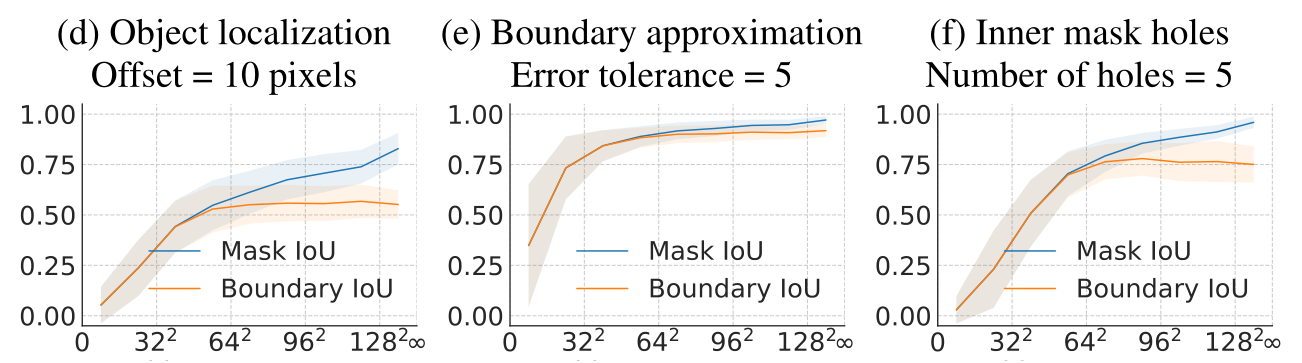 (d) Object localization
Offset = 10 pixels
1.00
0.75
0.50
0.25
0.00
Mask IoU
Boundary IoU
0 32² 64² 96² 128²∞
(e) Boundary approximation
Error tolerance = 5
1.00
0.75
0.50
0.25
0.00
Mask IoU
Boundary IoU
0 32² 64² 96² 128²∞
(f) Inner mask holes
Number of holes = 5
1.00
0.75
0.50
0.25
0.00
Mask IoU
Boundary IoU
0 32² 64² 96² 128²∞